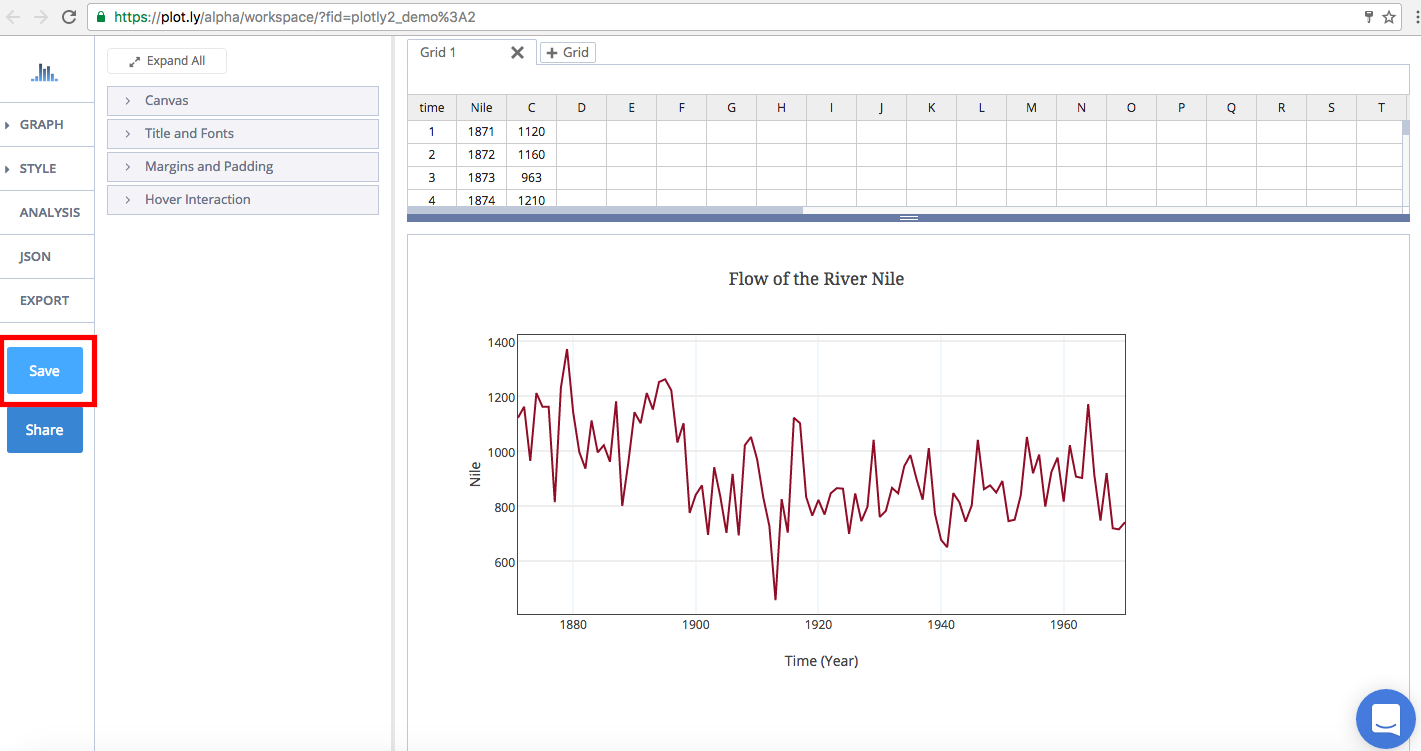 https://plot.ly/alpha/workspace/?fid=plotly2_demo%3A2
GRAPH
STYLE
ANALYSIS
JSON
EXPORT
Save
Share
Expand All
Canvas
Title and Fonts
Margins and Padding
Hover Interaction
Grid 1
Grid
time Nile C D E F G H I J K L M N O P Q R S T
1 1871 1120
2 1872 1160
3 1873 963
4 1874 1210
Flow of the River Nile
1400
1200
1000
800
600
Nile
1880 1900 1920 1940 1960
Time (Year)